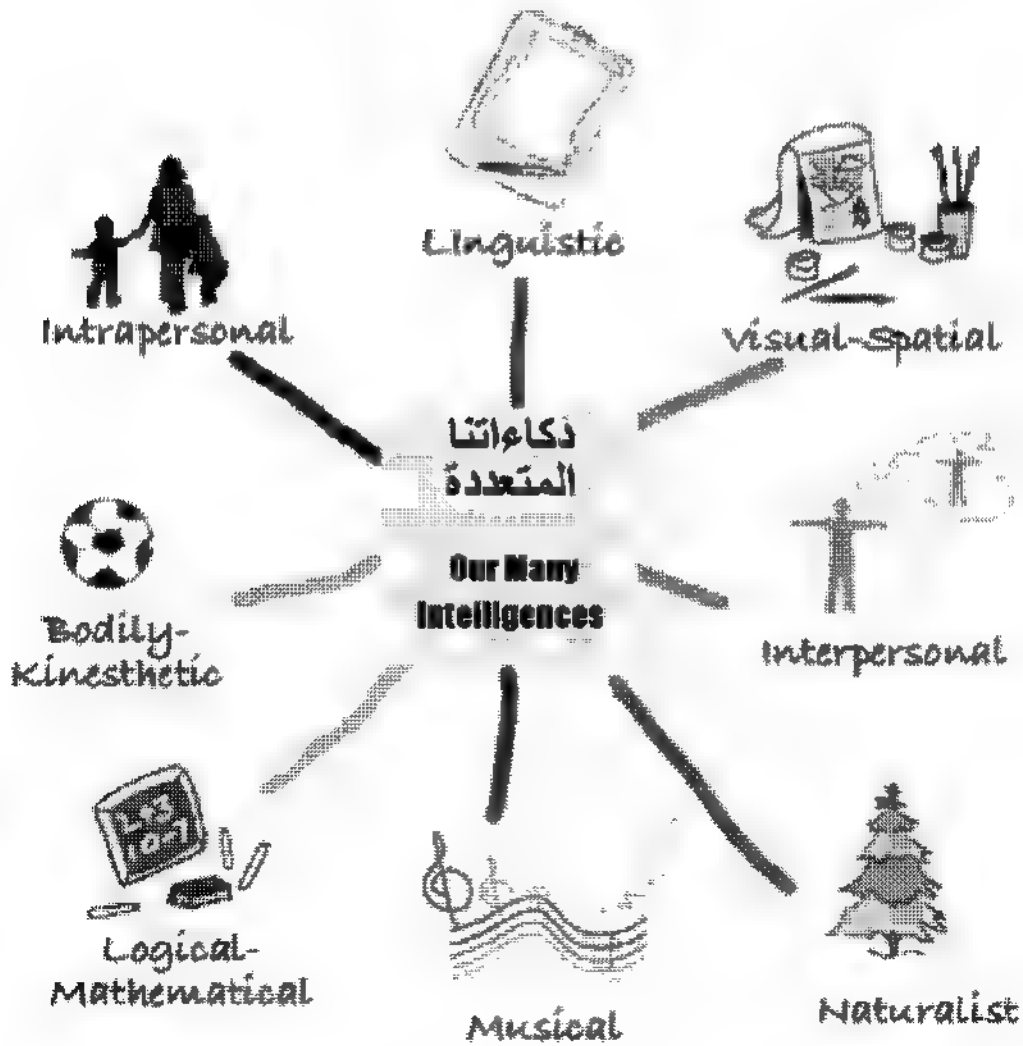 Linguistic
Intrapersonal
Visual-Spatial
ذكاءاتنا
المتعددة
Our Many
Intelligences
Bodily-
Kinesthetic
Interpersonal
Logical-
Mathematical
Musical
Naturalist